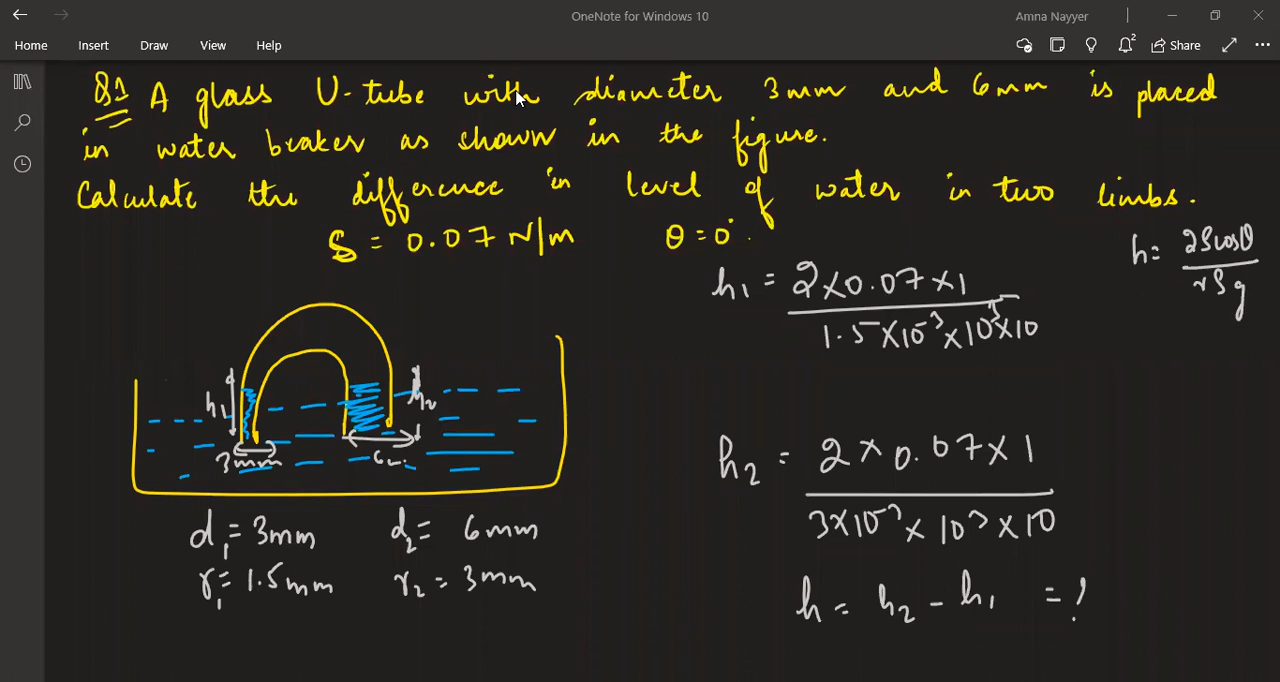 OneNote for Windows 10
Amna Nayyer
Home Insert Draw View Help
2
Share
Q1 A glass U-tube with diameter 3mm and 6mm is placed
in water beaker as shown in the figure.
Calculate the difference in level of water in two limbs.
S = 0.07 N/m θ = 0°.
h = 2Scosθ / rρg
h₁ = 2×0.07×1 / 1.5×10⁻³×10³×10
h₁
h₂
3mm
h₂ = 2×0.07×1 / 3×10⁻³×10³×10
d₁= 3mm d₂= 6mm
r₁= 1.5mm r₂= 3mm
h = h₂ - h₁ = ?